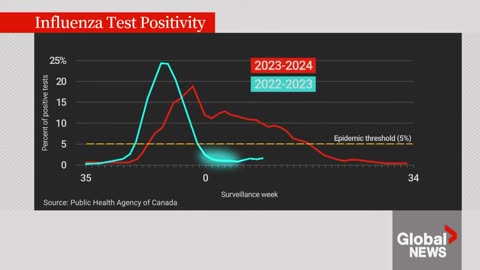 Influenza Test Positivity
25%
20
15
10
5
0
Percent of positive tests
2023-2024
2022-2023
Epidemic threshold (5%)
35
0
34
Surveillance week
Source: Public Health Agency of Canada
Global
NEWS